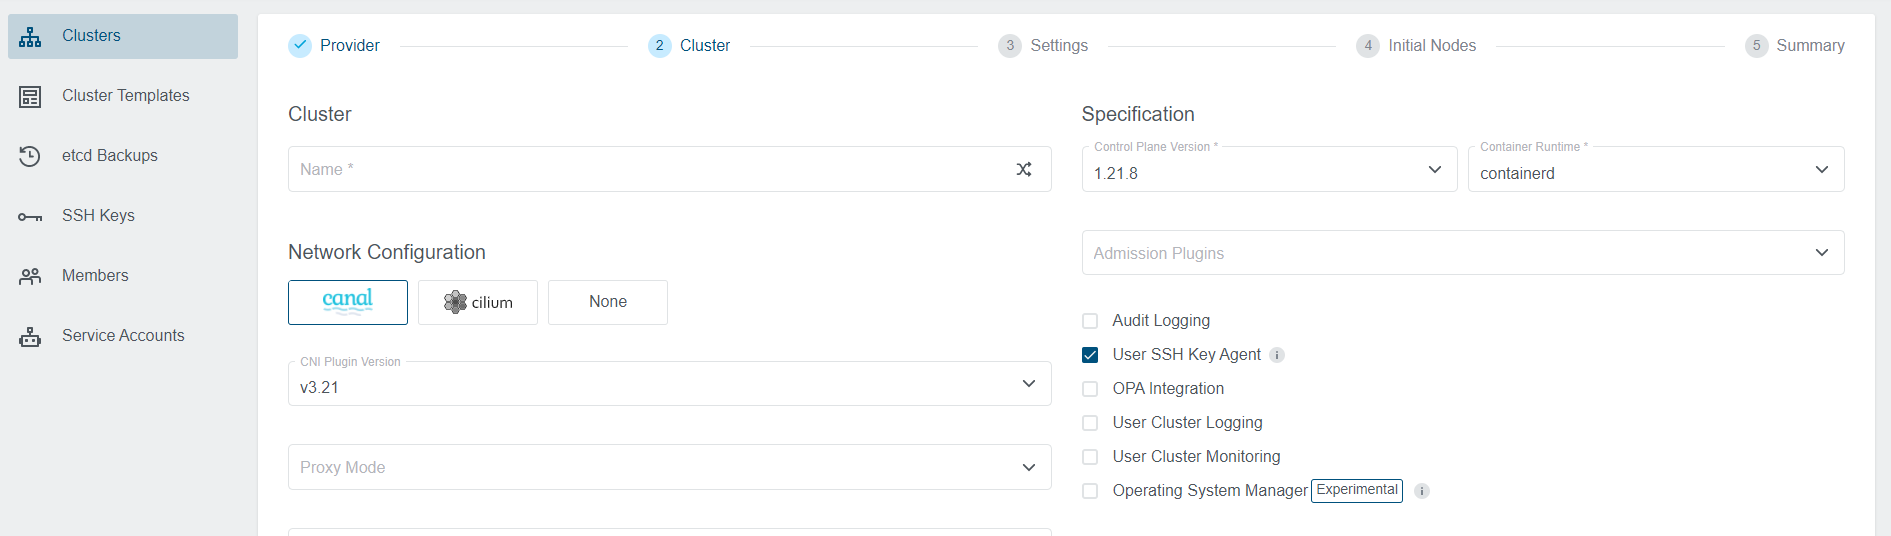 Clusters
Cluster Templates
etcd Backups
SSH Keys
Members
Service Accounts
Provider
2 Cluster
3 Settings
4 Initial Nodes
5 Summary
Cluster
Name *
Network Configuration
canal
cilium
None
CNI Plugin Version
v3.21
Proxy Mode
Specification
Control Plane Version *
1.21.8
Container Runtime *
containerd
Admission Plugins
Audit Logging
User SSH Key Agent i
OPA Integration
User Cluster Logging
User Cluster Monitoring
Operating System Manager Experimental i